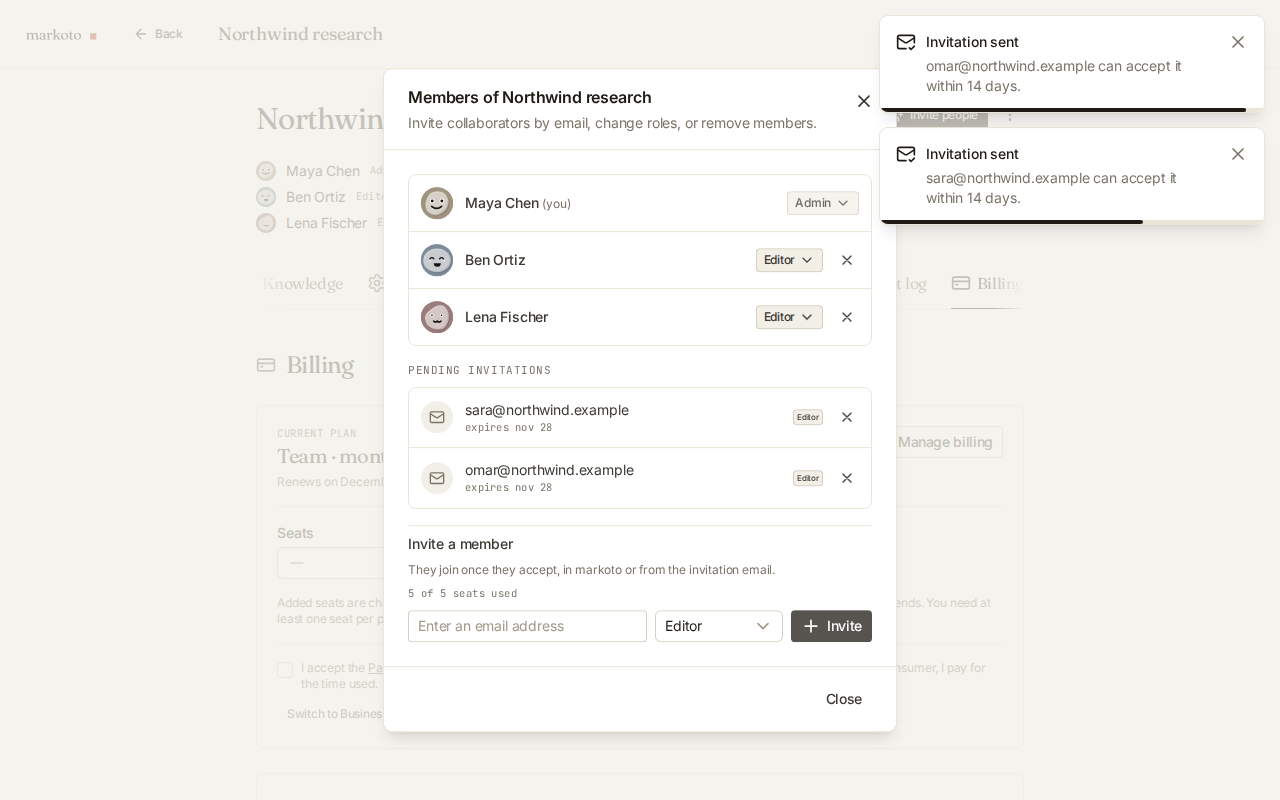 markoto
Back
Northwind research
Invitation sent
omar@northwind.example can accept it
within 14 days.
Invitation sent
sara@northwind.example can accept it
within 14 days.
Invite people
Maya Chen
Ben Ortiz
Lena Fischer
Knowledge
log
Billing
Billing
CURRENT PLAN
Team ·
Manage billing
Renews on
Seats
—
Added seats are
ends. You need at
least one seat per
I accept the
I pay for
the time used.
Switch to
Members of Northwind research
Invite collaborators by email, change roles, or remove members.
Maya Chen (you)
Admin
Ben Ortiz
Editor
Lena Fischer
Editor
PENDING INVITATIONS
sara@northwind.example
expires nov 28
Editor
omar@northwind.example
expires nov 28
Editor
Invite a member
They join once they accept, in markoto or from the invitation email.
5 of 5 seats used
Enter an email address
Editor
Invite
Close